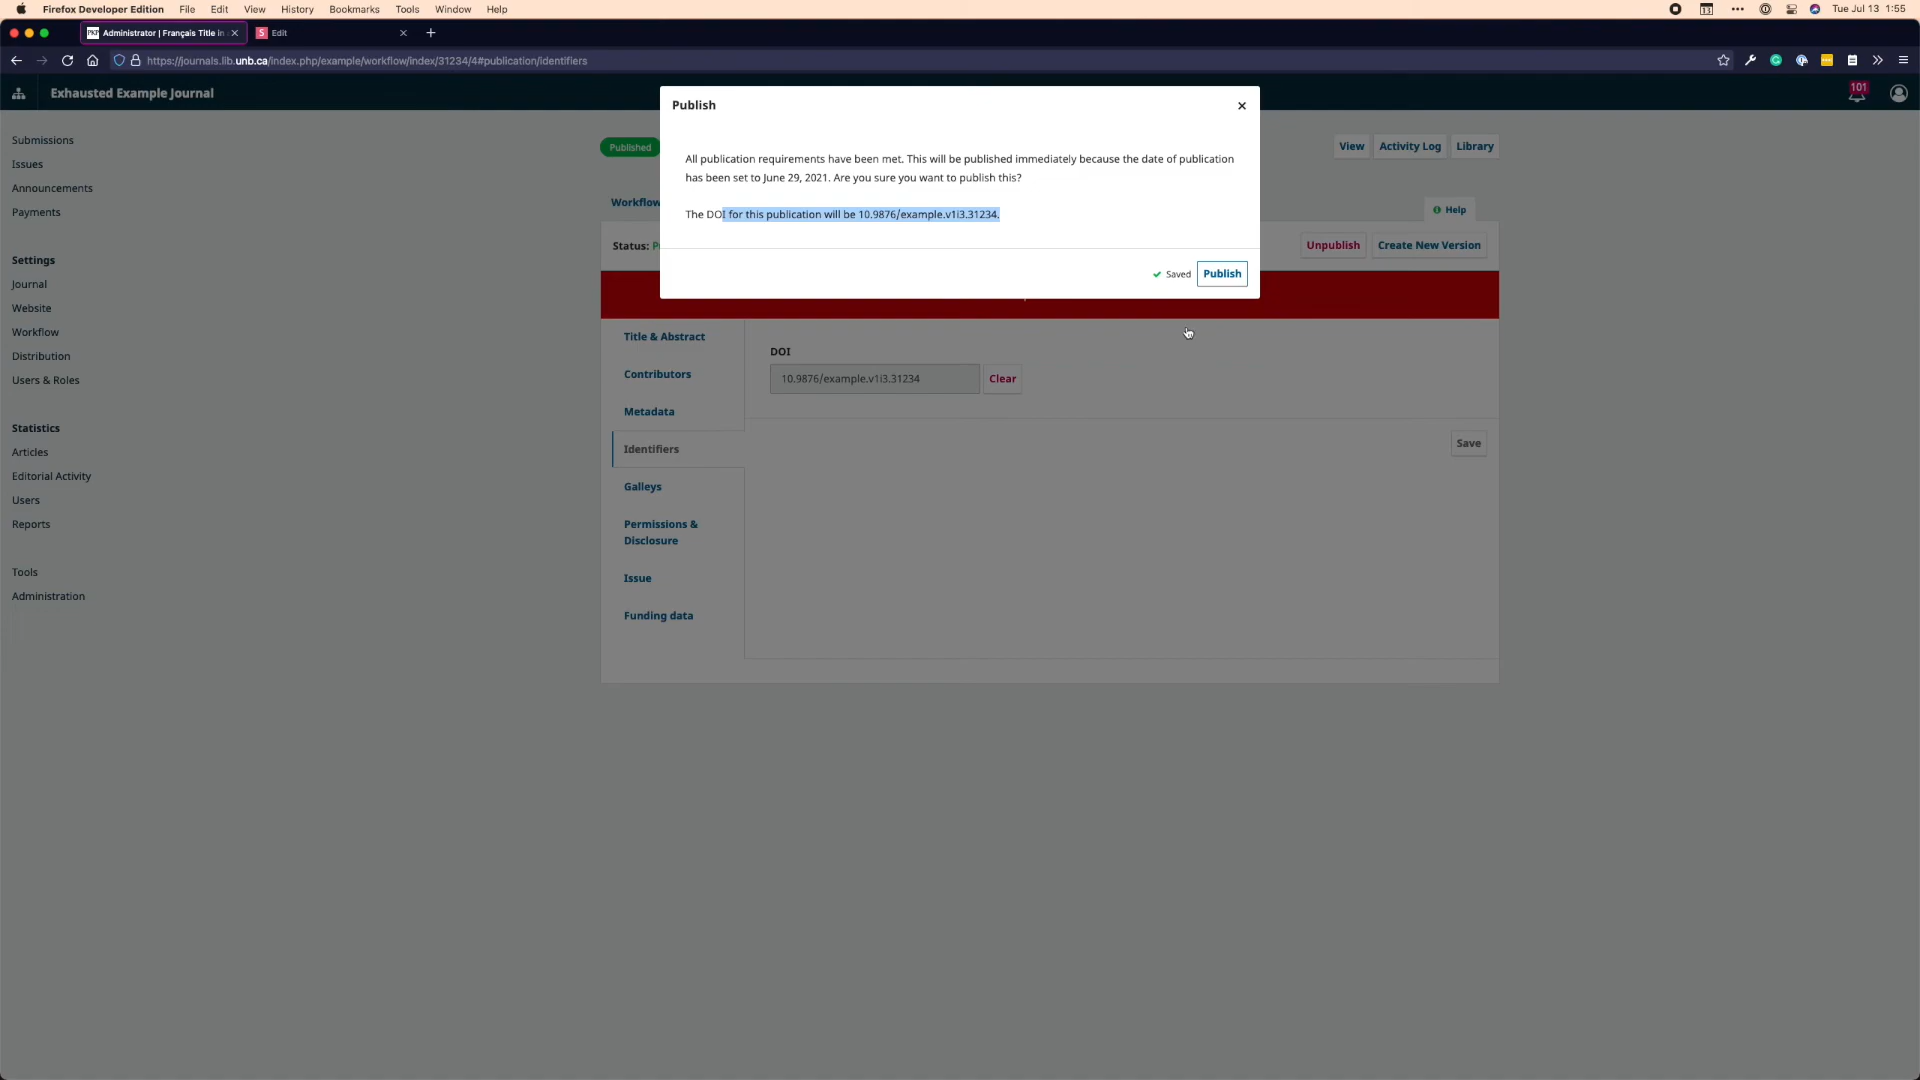 Firefox Developer Edition File Edit View History Bookmarks Tools Window Help
13 Tue Jul 13 1:55
PKP Administrator | Français Title in
S Edit
https://journals.lib.unb.ca/index.php/example/workflow/index/31234/4#publication/identifiers
Exhausted Example Journal
101
Submissions
Issues
Announcements
Payments
Settings
Journal
Website
Workflow
Distribution
Users & Roles
Statistics
Articles
Editorial Activity
Users
Reports
Tools
Administration
Published
View Activity Log Library
Workflow
Help
Status:
Unpublish Create New Version
Publish
All publication requirements have been met. This will be published immediately because the date of publication
has been set to June 29, 2021. Are you sure you want to publish this?
The DOI for this publication will be 10.9876/example.v1i3.31234.
Saved Publish
Title & Abstract
Contributors
Metadata
Identifiers
Galleys
Permissions &
Disclosure
Issue
Funding data
DOI
10.9876/example.v1i3.31234 Clear
Save